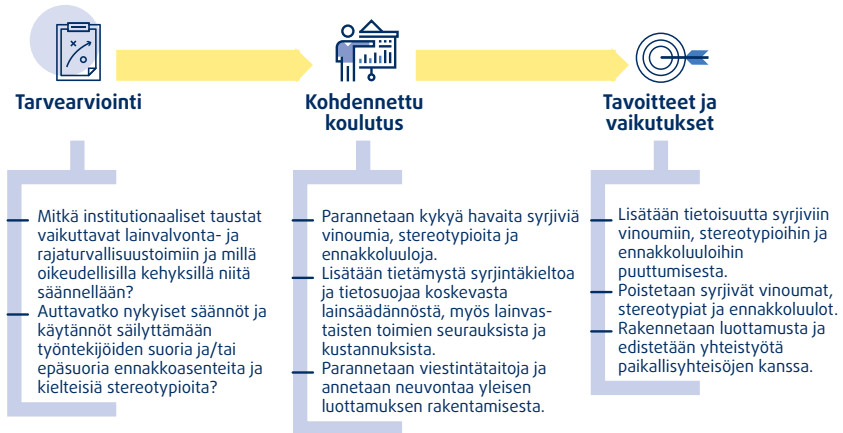 Tarvearviointi
Mitkä institutionaaliset taustat
vaikuttavat lainvalvonta- ja
rajaturvallisuustoimiin ja millä
oikeudellisilla kehyksillä niitä
säännellään?
Auttavatko nykyiset säännöt ja
käytännöt säilyttämään
työntekijöiden suoria ja/tai
epäsuoria ennakkoasenteita ja
kielteisiä stereotypioita?
Kohdennettu
koulutus
Parannetaan kykyä havaita syrjiviä
vinoumia, stereotypioita ja
ennakkoluuloja.
Lisätään tietämystä syrjintäkieltoa
ja tietosuojaa koskevasta
lainsäädännöstä, myös lainvas-
taisten toimien seurauksista ja
kustannuksista.
Parannetaan viestintätaitoja ja
annetaan neuvontaa yleisen
luottamuksen rakentamisesta.
Tavoitteet ja
vaikutukset
Lisätään tietoisuutta syrjiviin
vinoumiin, stereotypioihin ja
ennakkoluuloihin
puuttumisesta.
Poistetaan syrjivät vinoumat,
stereotypiat ja ennakkoluulot.
Rakennetaan luottamusta ja
edistetään yhteistyötä
paikallisyhteisöjen kanssa.